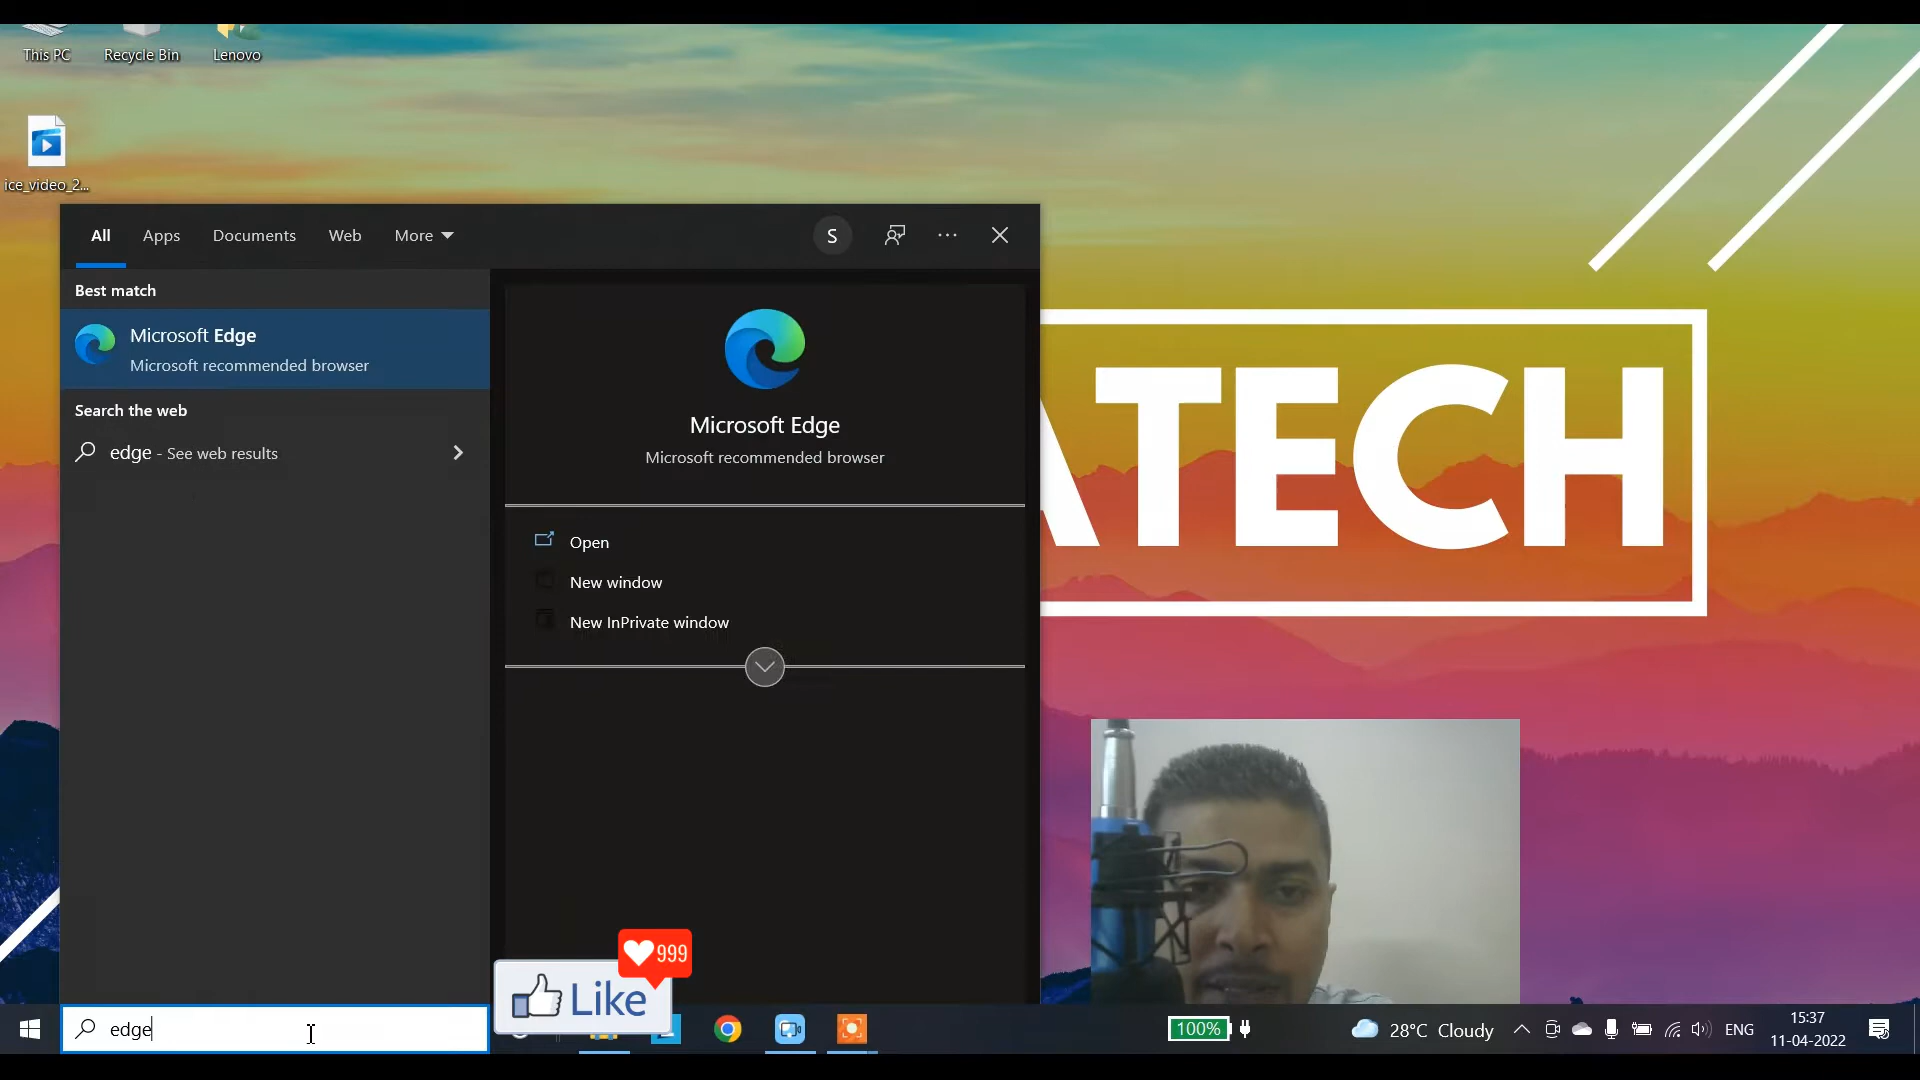 This PC
Recycle Bin
Lenovo
ice_video_2...
All
Apps
Documents
Web
More
S
Best match
Microsoft Edge
Microsoft recommended browser
Search the web
edge - See web results
Microsoft Edge
Microsoft recommended browser
Open
New window
New InPrivate window
ATECH
999
Like
edge
100%
28°C Cloudy
ENG
15:37
11-04-2022